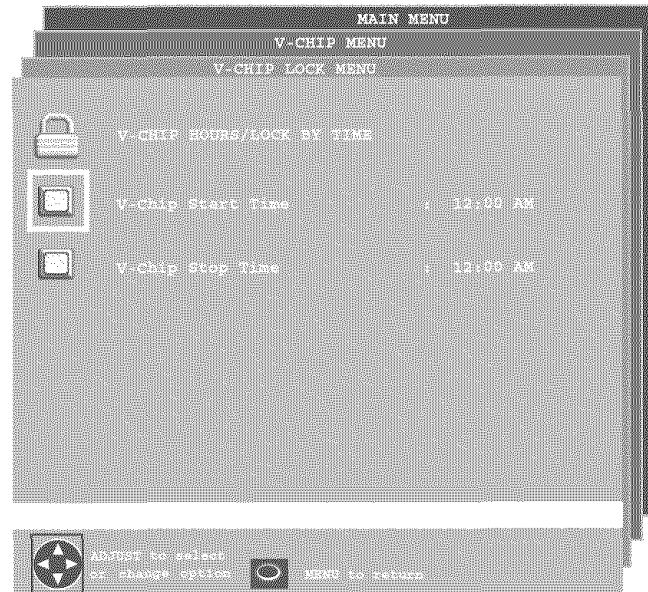 MAIN MENU
V-CHIP MENU
V-CHIP LOCK MENU
V-CHIP HOURS/LOCK BY TIME
V-Chip Start Time : 12:00 AM
V-Chip Stop Time : 12:00 AM
ADJUST to select
or change option
MENU to return